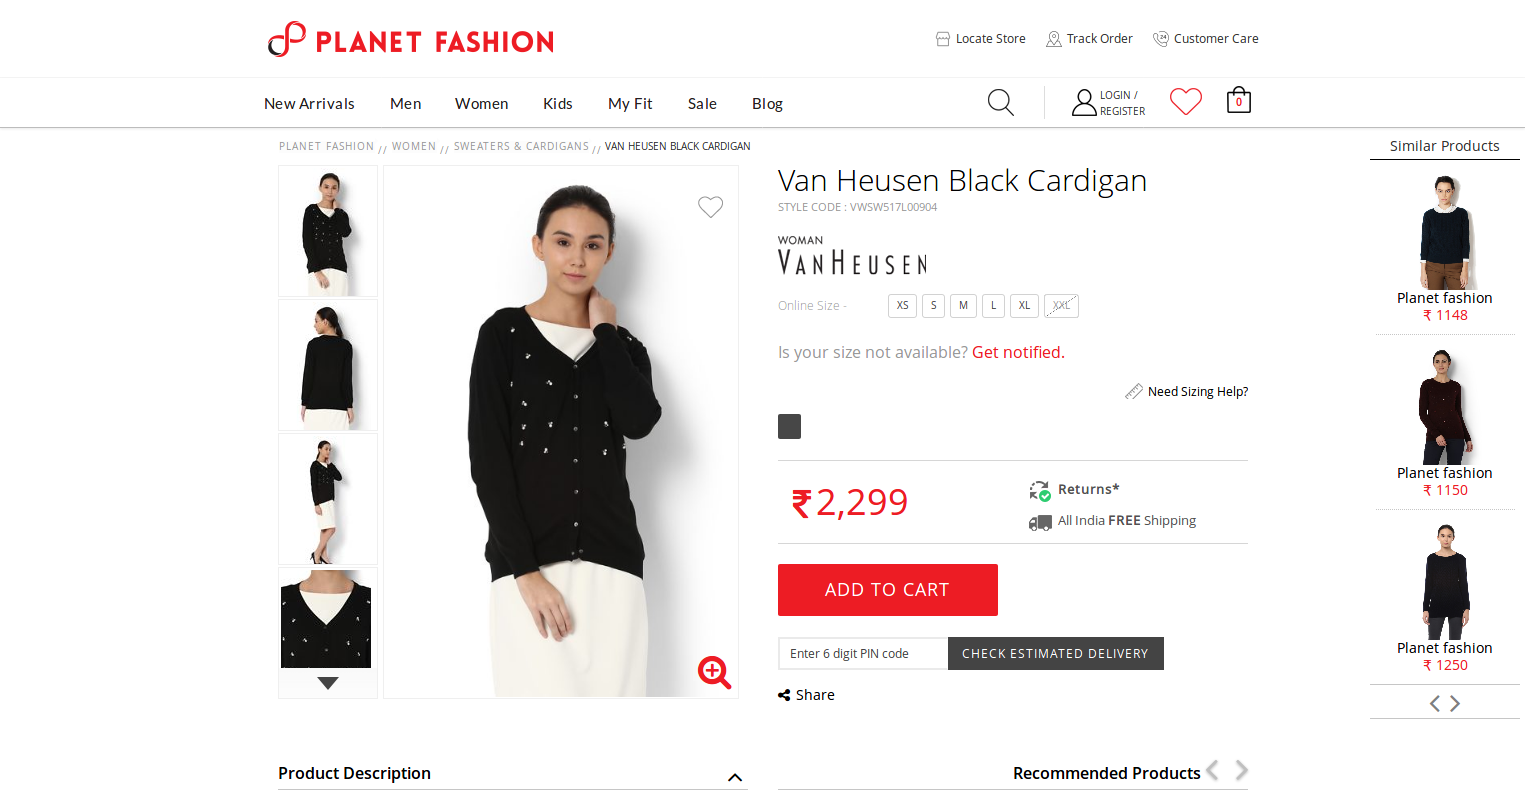 PLANET FASHION
Locate Store
Track Order
24
Customer Care
New Arrivals
Men
Women
Kids
My Fit
Sale
Blog
LOGIN /
REGISTER
0
PLANET FASHION // WOMEN // SWEATERS & CARDIGANS // VAN HEUSEN BLACK CARDIGAN
Van Heusen Black Cardigan
STYLE CODE : VWSW517L00904
WOMAN
VAN HEUSEN
Online Size -
XS
S
M
L
XL
XXL
Is your size not available? Get notified.
Need Sizing Help?
₹ 2,299
Returns*
All India FREE Shipping
ADD TO CART
Enter 6 digit PIN code
CHECK ESTIMATED DELIVERY
Share
Product Description
Recommended Products
Similar Products
Planet fashion
₹ 1148
Planet fashion
₹ 1150
Planet fashion
₹ 1250